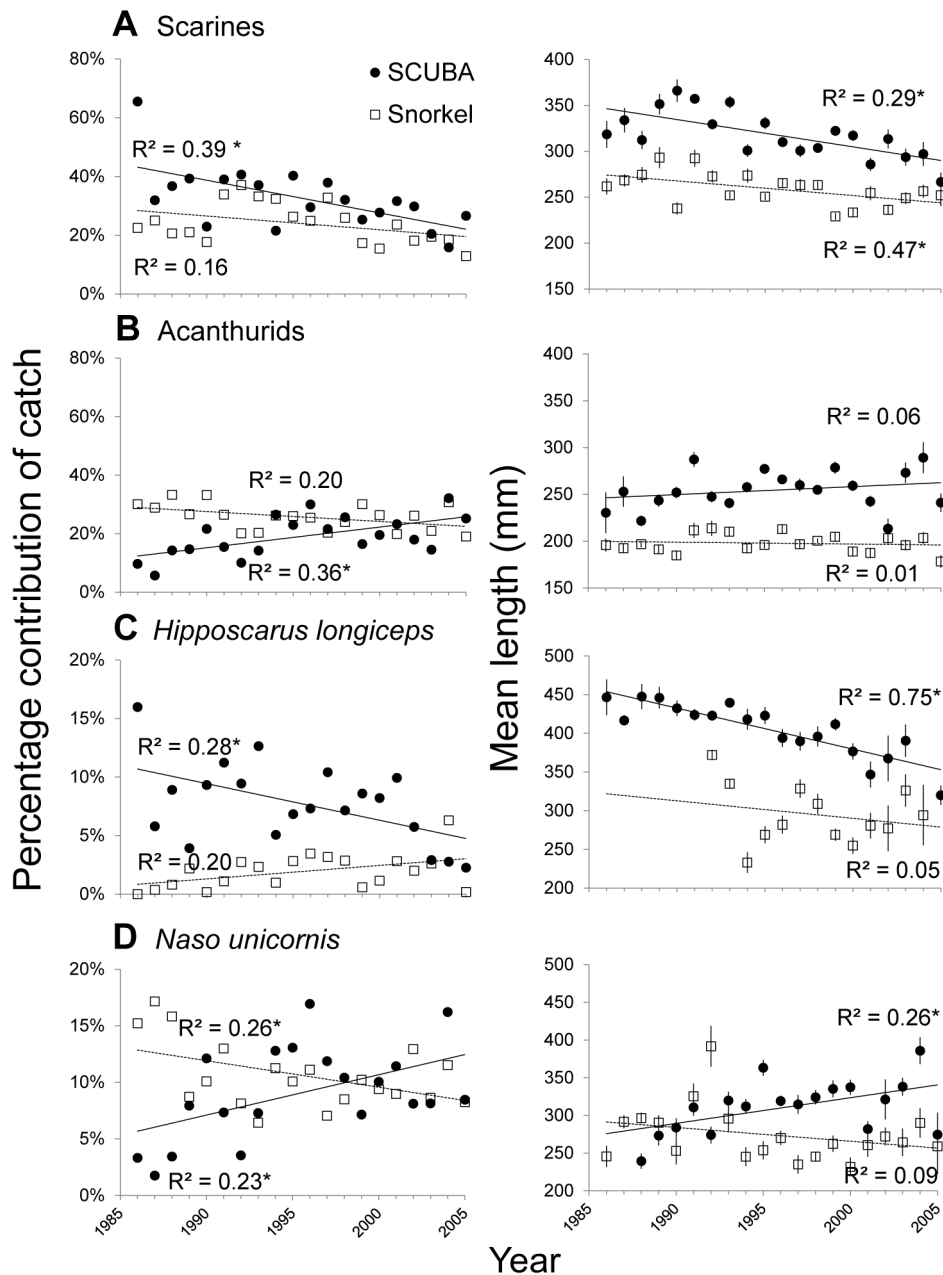 A Scarines
80%
60%
40%
20%
0%
SCUBA
Snorkel
R² = 0.39 *
R² = 0.16
400
350
300
250
200
150
R² = 0.29*
R² = 0.47*
B Acanthurids
80%
60%
40%
20%
0%
R² = 0.20
R² = 0.36*
400
350
300
250
200
150
R² = 0.06
R² = 0.01
C Hipposcarus longiceps
20%
15%
10%
5%
0%
R² = 0.28*
R² = 0.20
500
450
400
350
300
250
200
R² = 0.75*
R² = 0.05
D Naso unicornis
20%
15%
10%
5%
0%
R² = 0.26*
R² = 0.23*
1985
1990
1995
2000
2005
500
450
400
350
300
250
200
R² = 0.26*
R² = 0.09
1985
1990
1995
2000
2005
Percentage contribution of catch
Mean length (mm)
Year